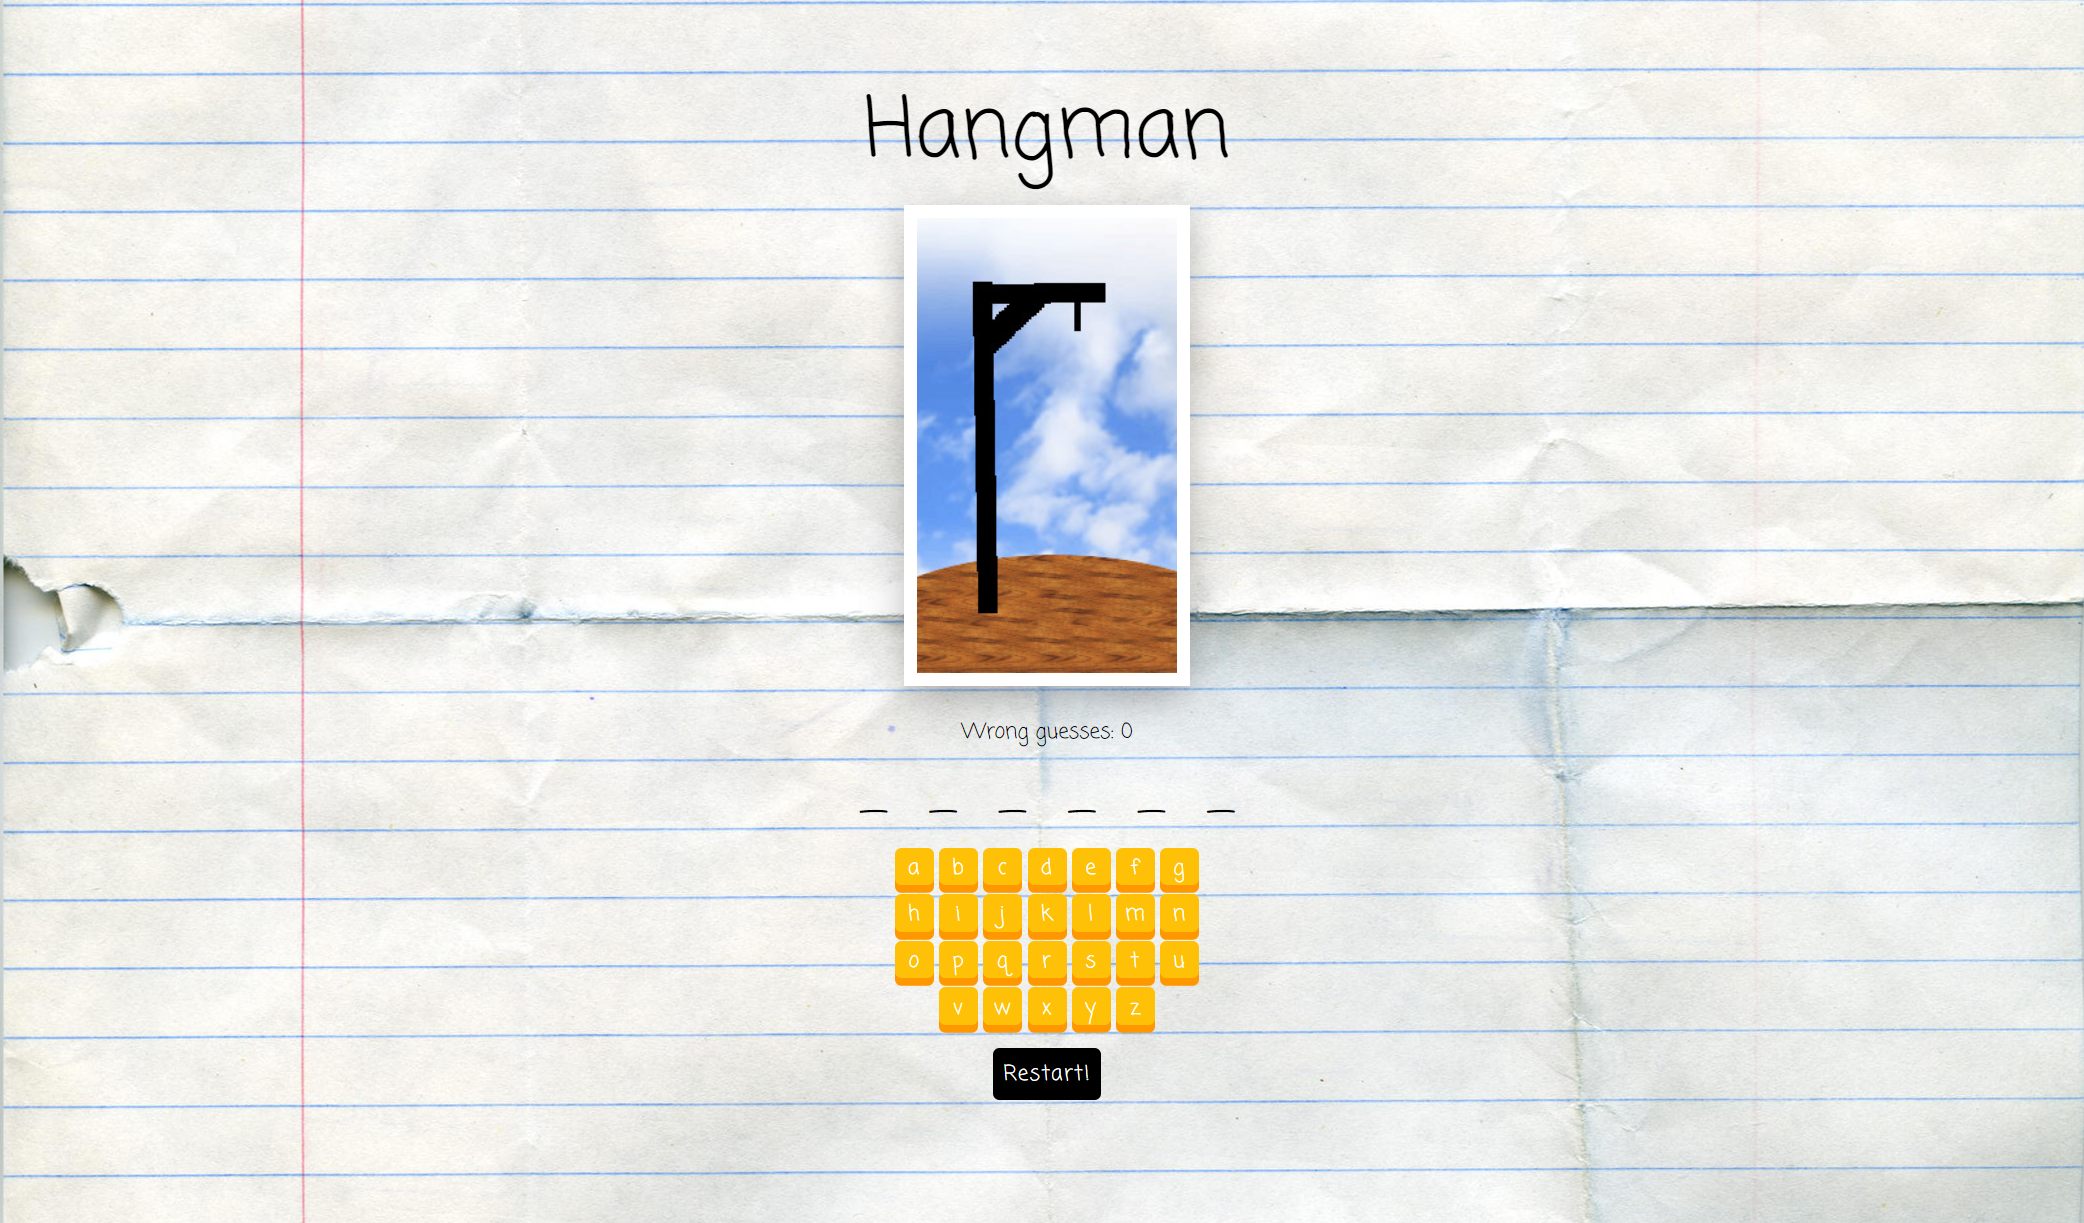 Hangman
Wrong guesses: 0
_ _ _ _ _ _
a b c d e f g
h i j k l m n
o p q r s t u
v w x y z
Restart!